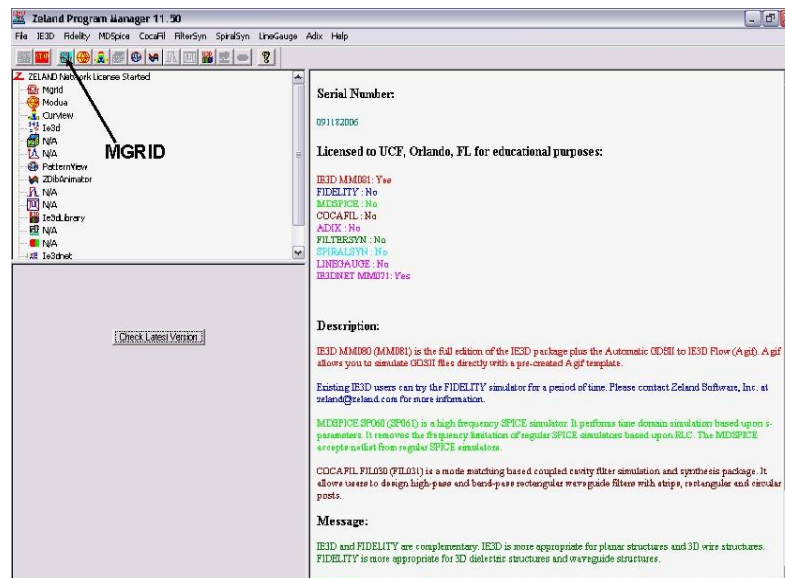 Zeland Program Manager 11.50
File IE3D Fidelity MDSpice CocaFil FilterSyn SpiralSyn LineGauge Adix Help
ZELAND Network License Started
Mgrid
Modua
Curview
Ie3d
N/A
N/A
PatternView
ZDibAnimator
N/A
N/A
Ie3dLibrary
N/A
N/A
Ie3dnet
MGRID
Check Latest Version
Serial Number:
091182006
Licensed to UCF, Orlando, FL for educational purposes:
IE3D MM081: Yes
FIDELITY : No
MDSPICE : No
COCAFIL : No
ADIX : No
FILTERSYN : No
SPIRALSYN : No
LINEGAUGE : No
IE3DNET MM071: Yes
Description:
IE3D MM080 (MM081) is the full edition of the IE3D package plus the Automatic GDSII to IE3D Flow (Agif). Agif
allows you to simulate GDSII files directly with a pre-created Agif template.
Existing IE3D users can try the FIDELITY simulator for a period of time. Please contact Zeland Software, Inc. at
zeland@zeland.com for more information.
MDSPICE SP060 (SP061) is a high frequency SPICE simulator. It performs time domain simulation based upon s-
parameters. It removes the frequency limitation of regular SPICE simulators based upon RLC. The MDSPICE
accepts netlist from regular SPICE simulators.
COCAFIL FIL030 (FIL031) is a mode matching based coupled cavity filter simulation and synthesis package. It
allows users to design high-pass and band-pass rectangular waveguide filters with strips, rectangular and circular
posts.
Message:
IE3D and FIDELITY are complementary. IE3D is more appropriate for planar structures and 3D wire structures.
FIDELITY is more appropriate for 3D dielectric structures and waveguide structures.